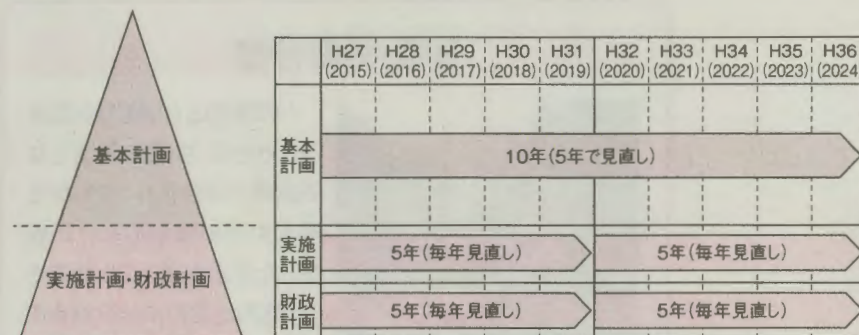 基本計画
実施計画・財政計画
H27 H28 H29 H30 H31 H32 H33 H34 H35 H36
(2015) (2016) (2017) (2018) (2019) (2020) (2021) (2022) (2023) (2024
基本
計画
10年(5年で見直し)
実施
計画
5年(毎年見直し) 5年(毎年見直し)
財政
計画
5年(毎年見直し) 5年(毎年見直し)